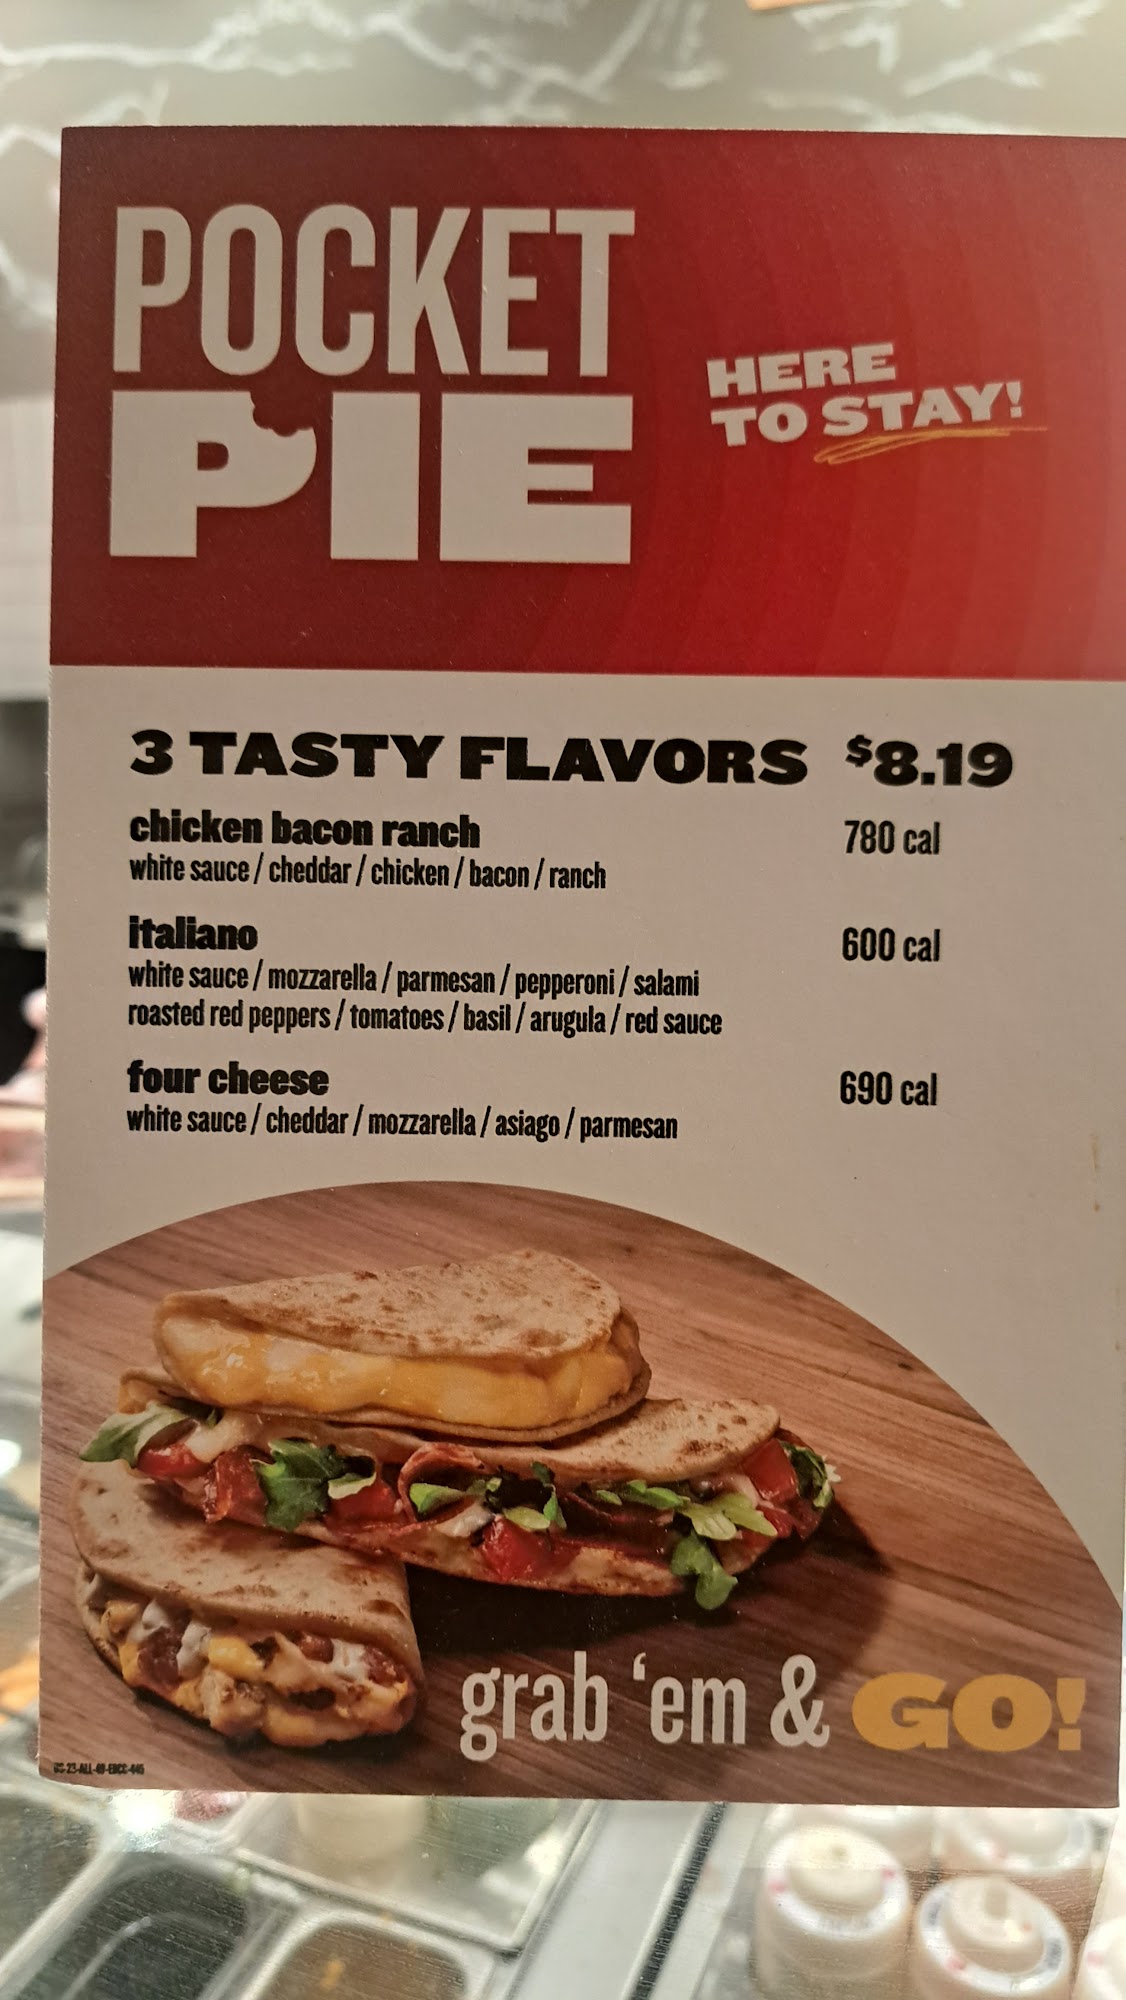 POCKET
PIE
HERE
TO STAY!
3 TASTY FLAVORS $8.19
chicken bacon ranch 780 cal
white sauce / cheddar / chicken / bacon / ranch
italiano 600 cal
white sauce / mozzarella / parmesan / pepperoni / salami
roasted red peppers / tomatoes / basil / arugula / red sauce
four cheese 690 cal
white sauce / cheddar / mozzarella / asiago / parmesan
grab 'em & GO!